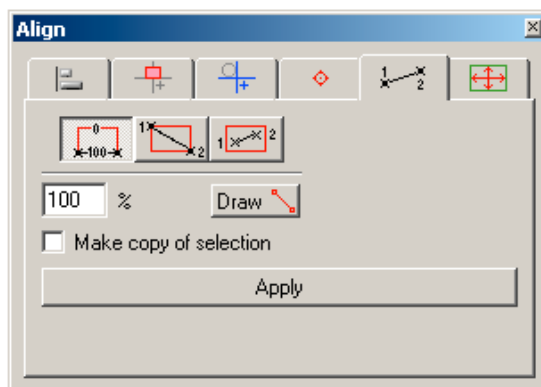 Align
1 2
0 1 2 1 2
100
100 %
Draw
Make copy of selection
Apply